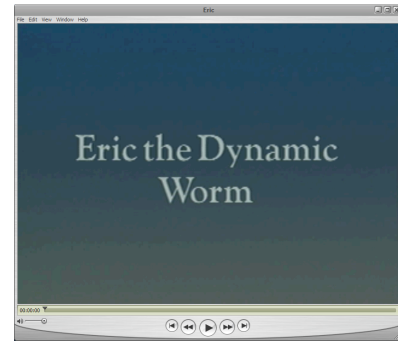 Eric
File Edit View Window Help
Eric the Dynamic
Worm
00:00:00